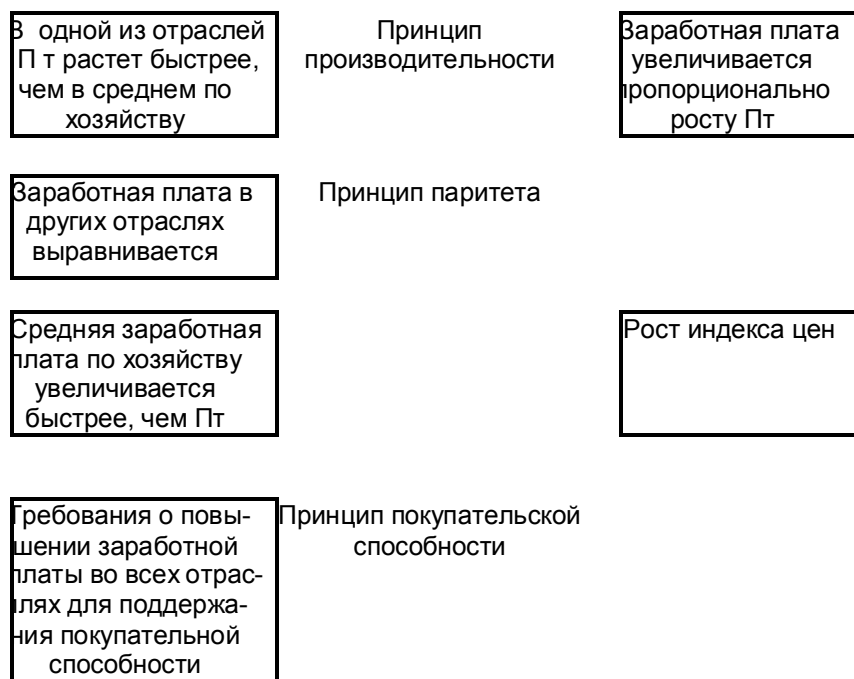 В одной из отраслей
П т растет быстрее,
чем в среднем по
хозяйству
Принцип
производительности
Заработная плата
увеличивается
пропорционально
росту Пт
Заработная плата в
других отраслях
выравнивается
Принцип паритета
Средняя заработная
плата по хозяйству
увеличивается
быстрее, чем Пт
Рост индекса цен
Требования о повы-
шении заработной
платы во всех отрас-
лях для поддержа-
ния покупательной
способности
Принцип покупательской
способности